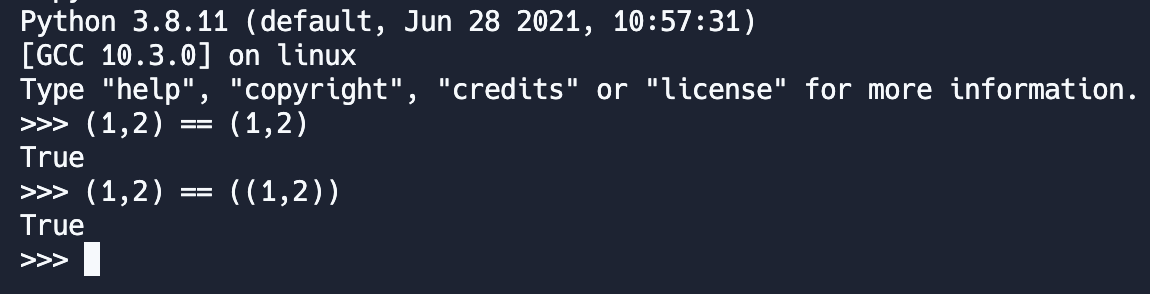 Python 3.8.11 (default, Jun 28 2021, 10:57:31)
[GCC 10.3.0] on linux
Type "help", "copyright", "credits" or "license" for more information.
>>> (1,2) == (1,2)
True
>>> (1,2) == ((1,2))
True
>>>